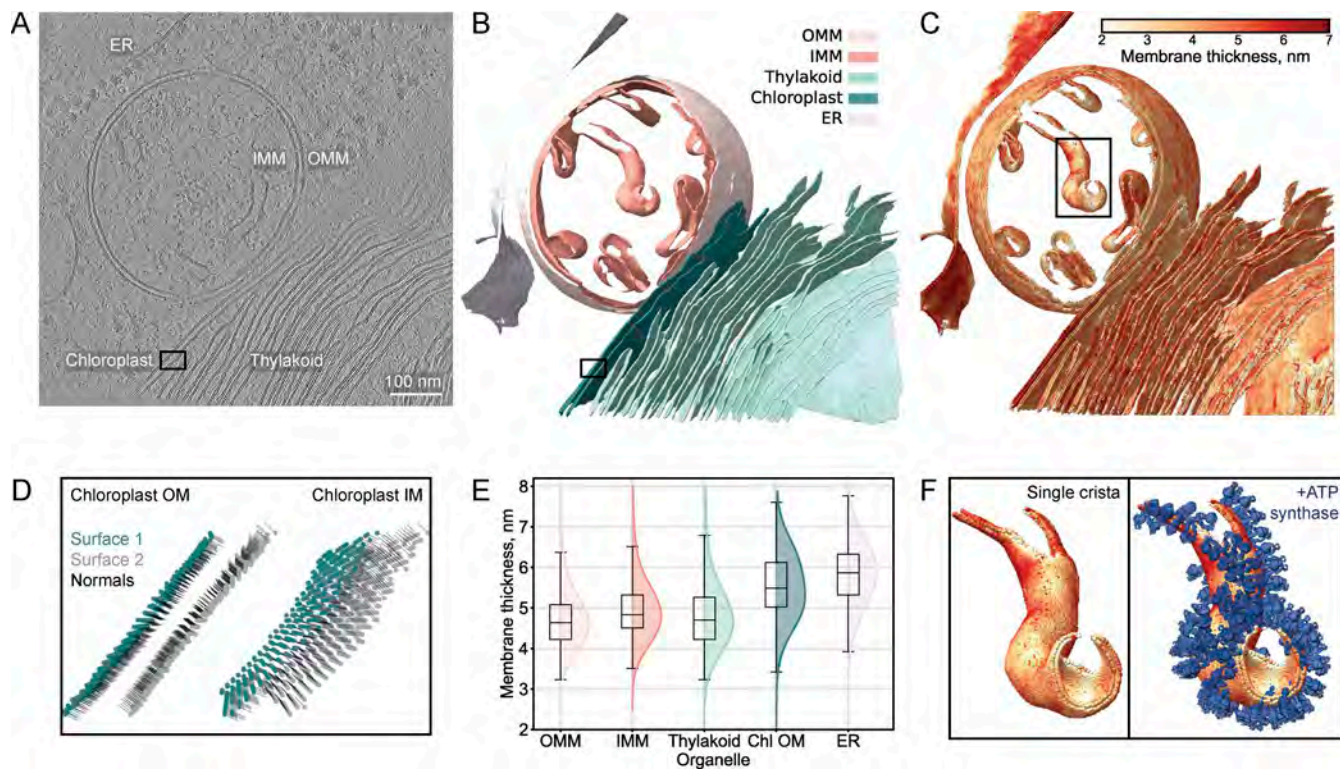 A
ER
IMM
OMM
Chloroplast
Thylakoid
100 nm
B
OMM
IMM
Thylakoid
Chloroplast
ER
C
2 3 4 5 6 7
Membrane thickness, nm
D
Chloroplast OM
Chloroplast IM
Surface 1
Surface 2
Normals
E
Membrane thickness, nm
8
7
6
5
4
3
2
OMM IMM Thylakoid Chl OM ER
Organelle
F
Single crista
+ATP
synthase